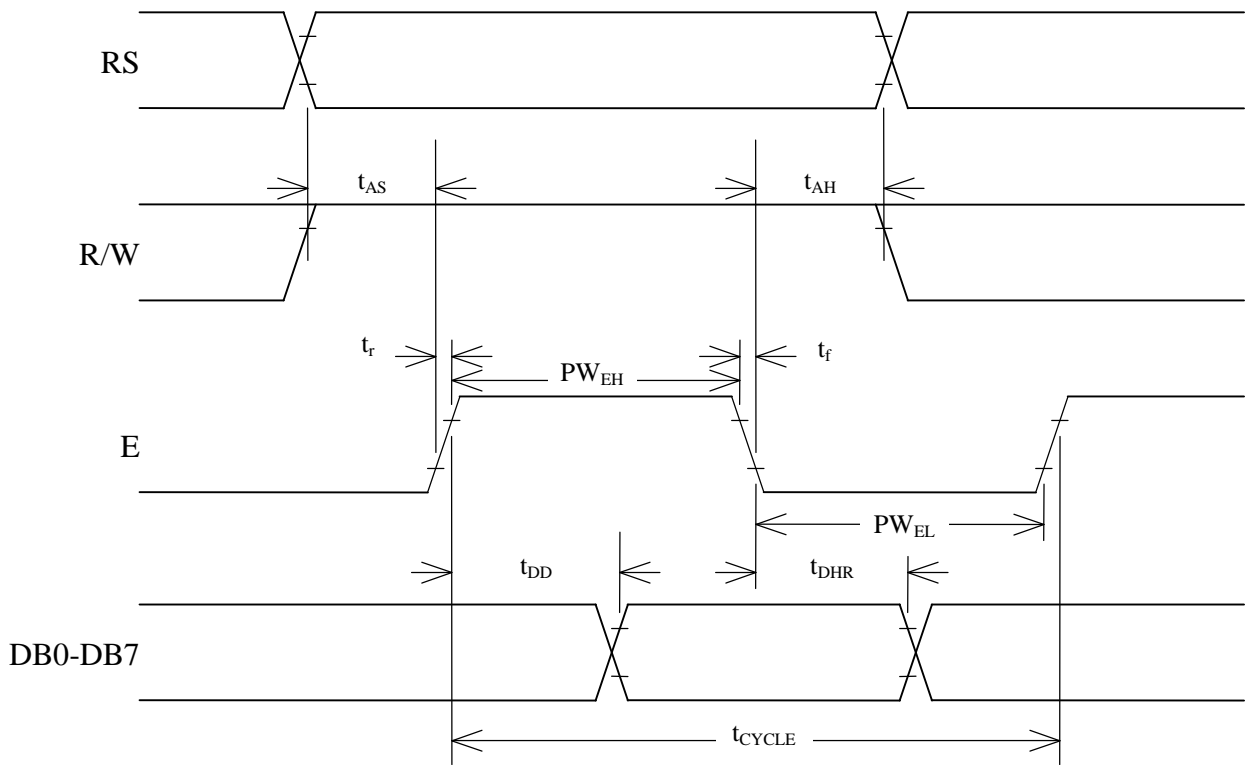 RS
tAS
tAH
R/W
tr
PWEH
tf
E
PWEL
tDD
tDHR
DB0-DB7
tCYCLE